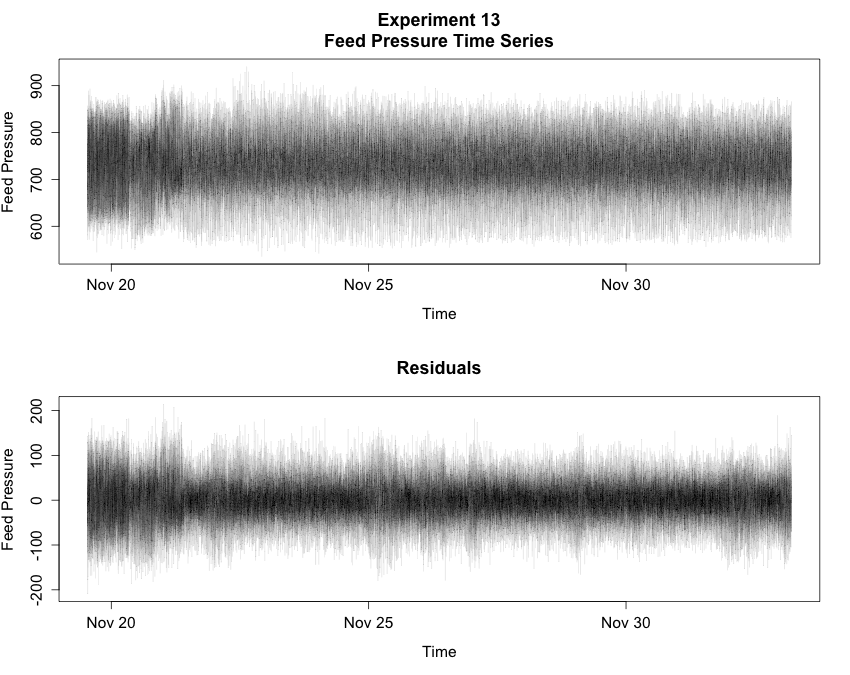 Experiment 13
Feed Pressure Time Series
Feed Pressure
900
800
700
600
Nov 20
Nov 25
Nov 30
Time
Residuals
Feed Pressure
200
100
0
-100
-200
Nov 20
Nov 25
Nov 30
Time